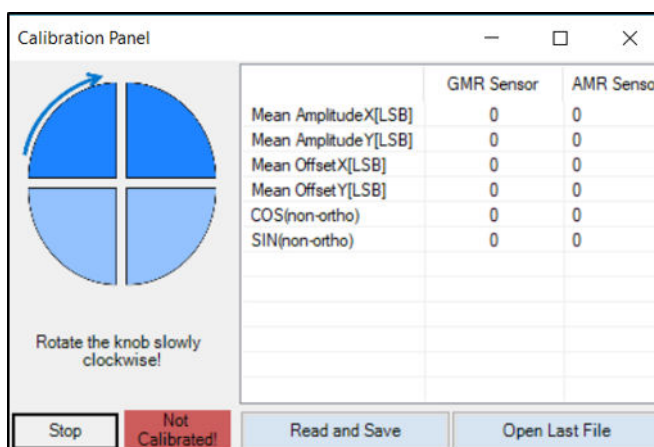 Calibration Panel
GMR Sensor AMR Senso
Mean AmplitudeX[LSB] 0 0
Mean AmplitudeY[LSB] 0 0
Mean OffsetX[LSB] 0 0
Mean OffsetY[LSB] 0 0
COS(non-ortho) 0 0
SIN(non-ortho) 0 0
Rotate the knob slowly
clockwise!
Stop
Not
Calibrated!
Read and Save
Open Last File